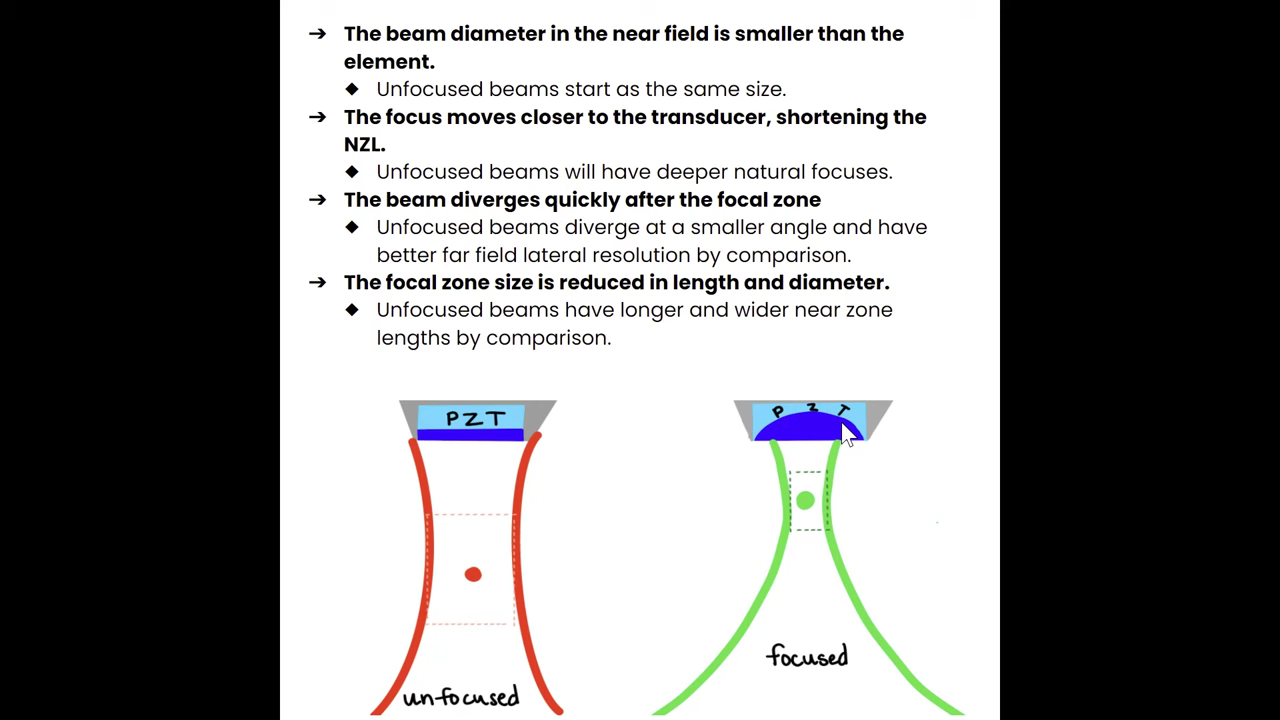 ➔ The beam diameter in the near field is smaller than the
element.
◆ Unfocused beams start as the same size.
➔ The focus moves closer to the transducer, shortening the
NZL.
◆ Unfocused beams will have deeper natural focuses.
➔ The beam diverges quickly after the focal zone
◆ Unfocused beams diverge at a smaller angle and have
better far field lateral resolution by comparison.
➔ The focal zone size is reduced in length and diameter.
◆ Unfocused beams have longer and wider near zone
lengths by comparison.
PZT
PZT
unfocused
focused